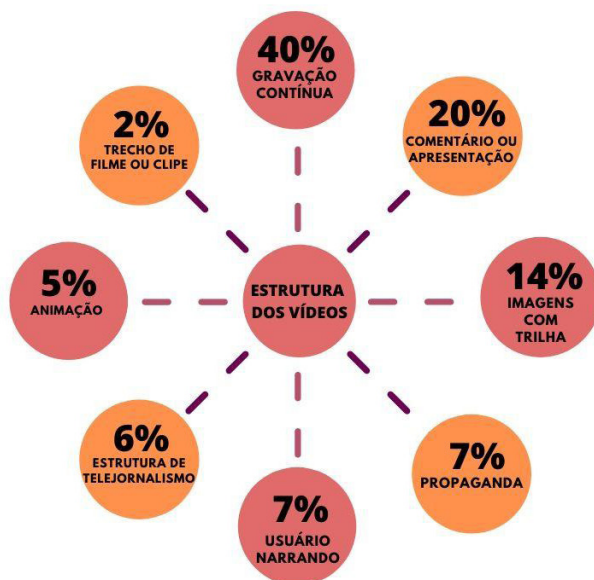 40%
GRAVAÇÃO
CONTÍNUA
20%
COMENTÁRIO OU
APRESENTAÇÃO
14%
IMAGENS
COM
TRILHA
7%
PROPAGANDA
7%
USUÁRIO
NARRANDO
6%
ESTRUTURA DE
TELEJORNALISMO
5%
ANIMAÇÃO
2%
TRECHO DE
FILME OU CLIPE
ESTRUTURA
DOS VÍDEOS